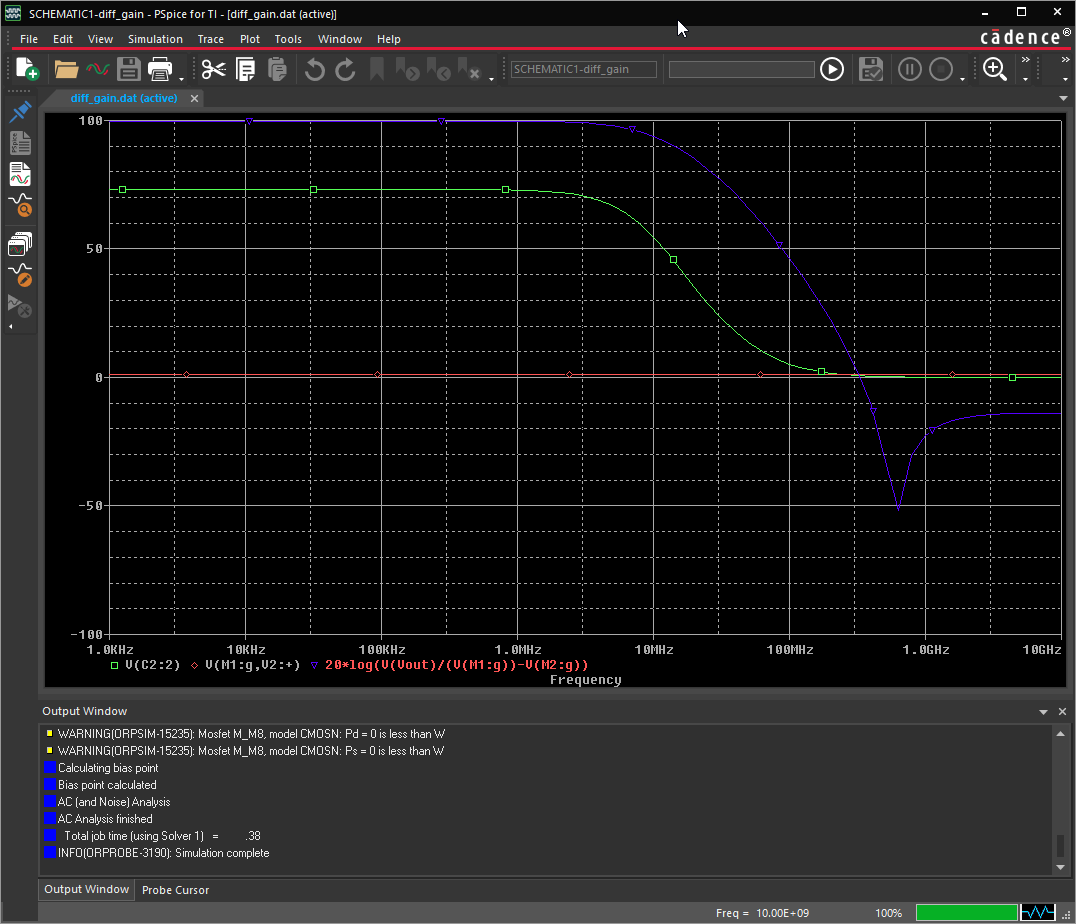 SCHEMATIC1-diff_gain - PSpice for TI - [diff_gain.dat (active)]
File Edit View Simulation Trace Plot Tools Window Help
cādence®
SCHEMATIC1-diff_gain
diff_gain.dat (active)
PSpice
100
50
0
-50
-100
1.0KHz 10KHz 100KHz 1.0MHz 10MHz 100MHz 1.0GHz 10GHz
V(C2:2) V(M1:g,V2:+) 20*log(V(Vout)/(V(M1:g))-V(M2:g))
Frequency
Output Window
WARNING(ORPSIM-15235): Mosfet M_M8, model CMOSN: Pd = 0 is less than W
WARNING(ORPSIM-15235): Mosfet M_M8, model CMOSN: Ps = 0 is less than W
Calculating bias point
Bias point calculated
AC (and Noise) Analysis
AC Analysis finished
Total job time (using Solver 1) = .38
INFO(ORPROBE-3190): Simulation complete
Output Window Probe Cursor
Freq = 10.00E+09 100%